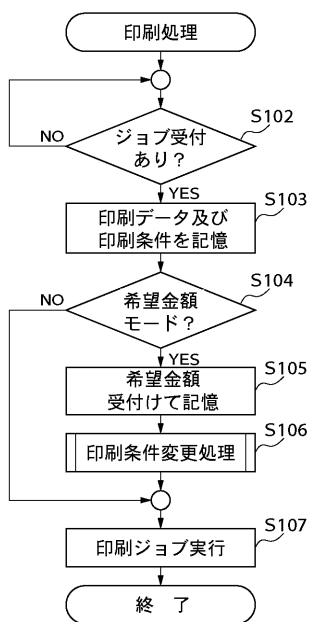 印刷処理
S102
NO
ジョブ受付
あり？
YES
S103
印刷データ及び
印刷条件を記憶
S104
NO
希望金額
モード？
YES
S105
希望金額
受付けて記憶
S106
印刷条件変更処理
S107
印刷ジョブ実行
終　了